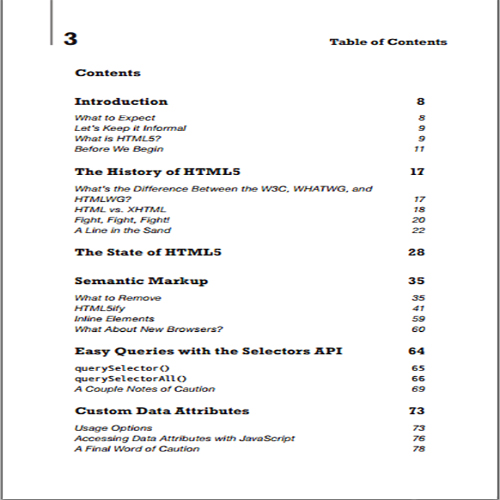 3 Table of Contents
Contents
Introduction 8
What to Expect 8
Let's Keep it Informal 9
What is HTML5? 9
Before We Begin 11
The History of HTML5 17
What's the Difference Between the W3C, WHATWG, and
HTMLWG? 17
HTML vs. XHTML 18
Fight, Fight, Fight! 20
A Line in the Sand 22
The State of HTML5 28
Semantic Markup 35
What to Remove 35
HTML5ify 41
Inline Elements 59
What About New Browsers? 60
Easy Queries with the Selectors API 64
querySelector() 65
querySelectorAll() 66
A Couple Notes of Caution 69
Custom Data Attributes 73
Usage Options 73
Accessing Data Attributes with JavaScript 76
A Final Word of Caution 78